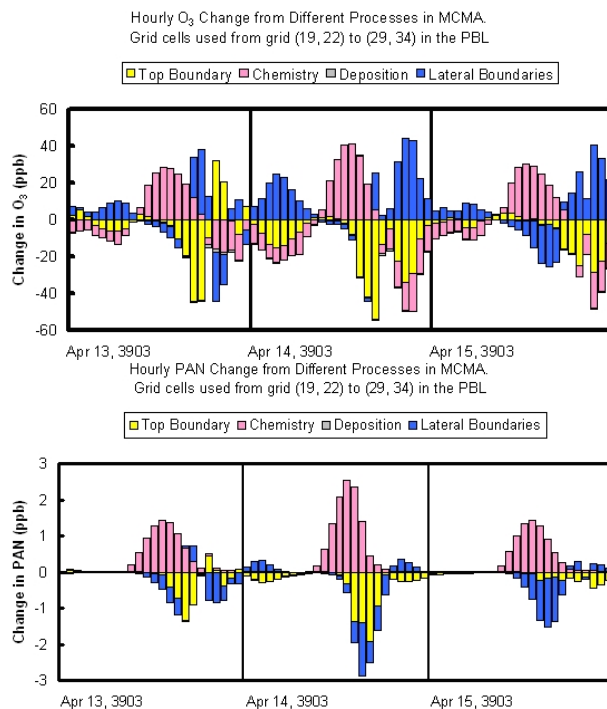 Hourly O₃ Change from Different Processes in MCMA.
Grid cells used from grid (19, 22) to (29, 34) in the PBL
Top Boundary Chemistry Deposition Lateral Boundaries
60
40
20
0
-20
-40
-60
Change in O₃ (ppb)
Apr 13, 3903 Apr 14, 3903 Apr 15, 3903
Hourly PAN Change from Different Processes in MCMA.
Grid cells used from grid (19, 22) to (29, 34) in the PBL
Top Boundary Chemistry Deposition Lateral Boundaries
3
2
1
0
-1
-2
-3
Change in PAN (ppb)
Apr 13, 3903 Apr 14, 3903 Apr 15, 3903